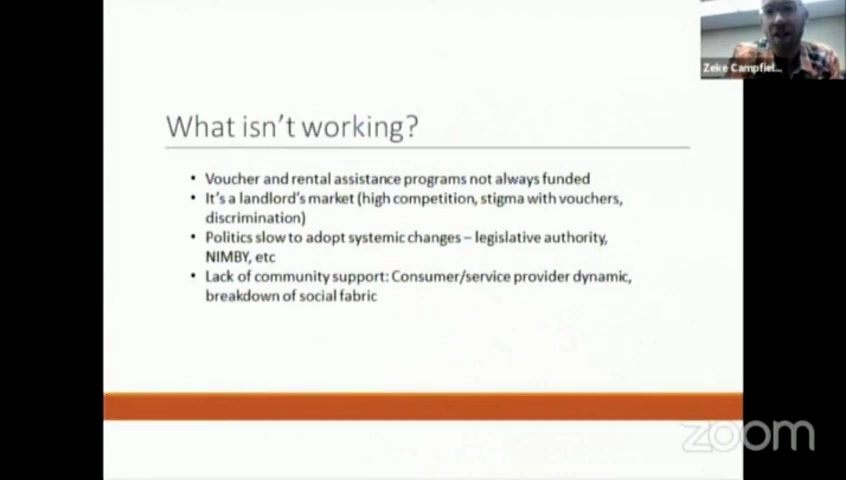 Zeke Campfiel...
What isn't working?
• Voucher and rental assistance programs not always funded
• It's a landlord's market (high competition, stigma with vouchers,
discrimination)
• Politics slow to adopt systemic changes – legislative authority,
NIMBY, etc
• Lack of community support: Consumer/service provider dynamic,
breakdown of social fabric
zoom